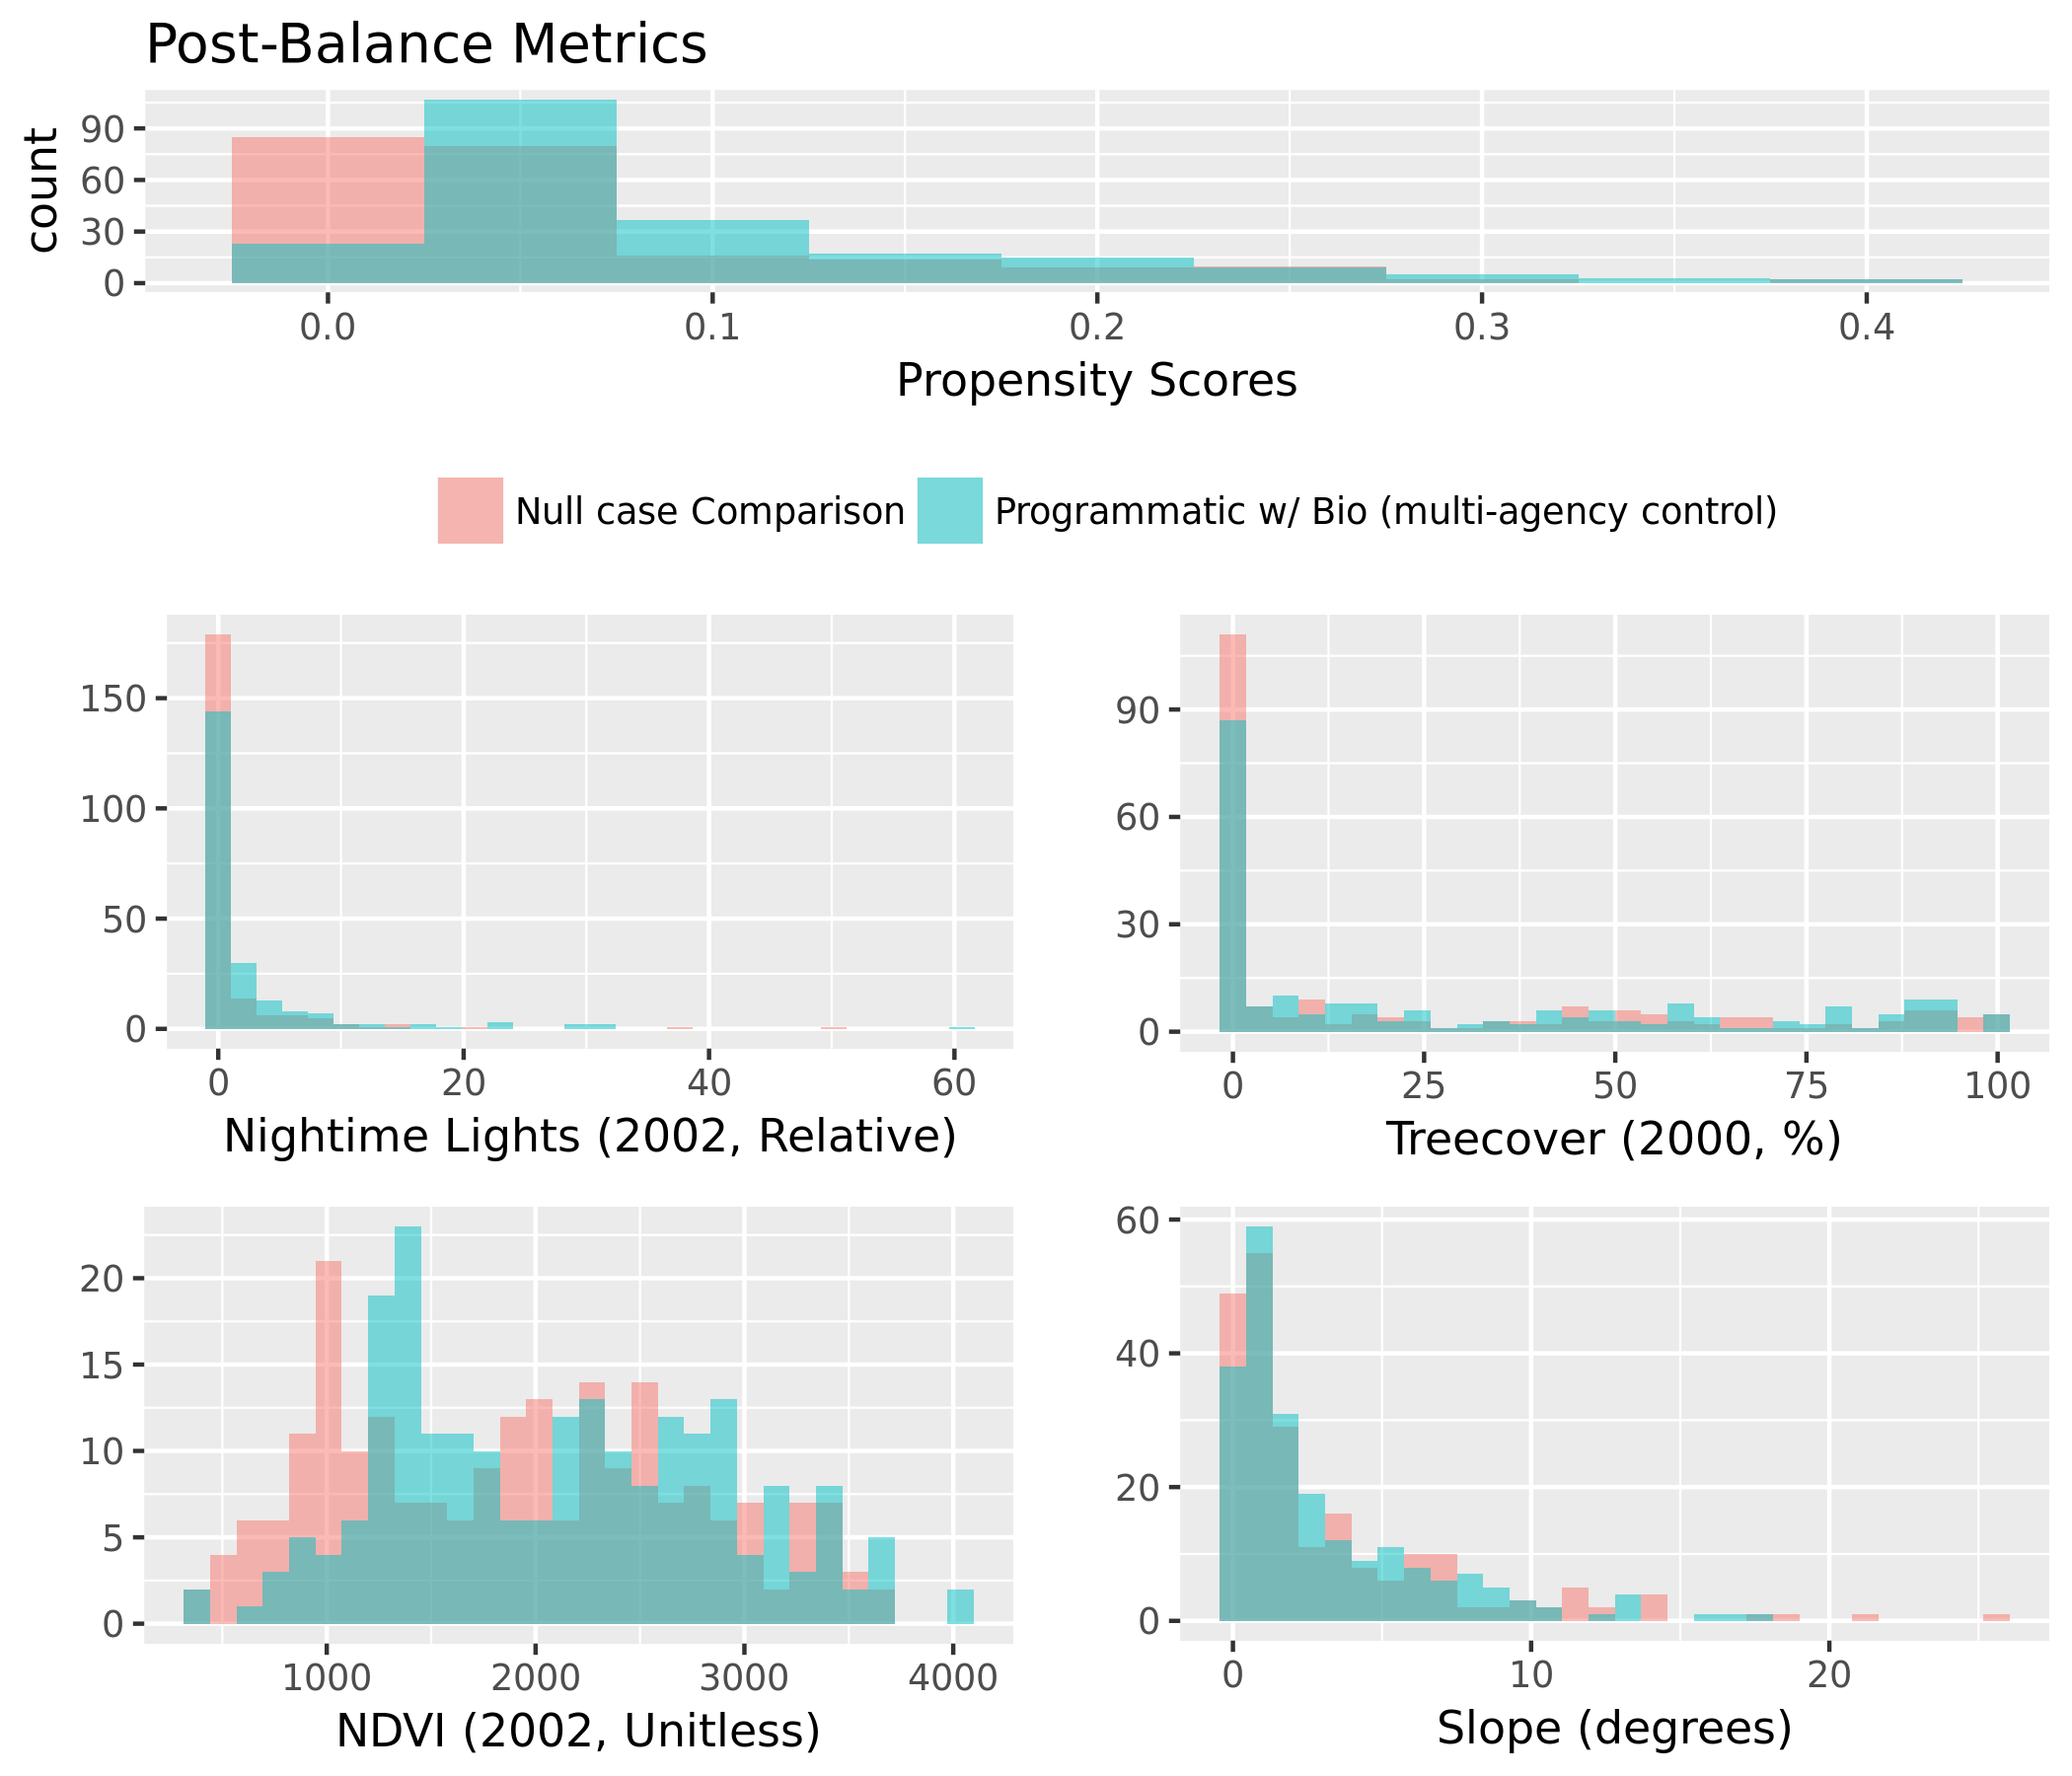 Post-Balance Metrics
count
90
60
30
0
0.0 0.1 0.2 0.3 0.4
Propensity Scores
Null case Comparison Programmatic w/ Bio (multi-agency control)
150
100
50
0
0 20 40 60
Nightime Lights (2002, Relative)
90
60
30
0
0 25 50 75 100
Treecover (2000, %)
20
15
10
5
0
1000 2000 3000 4000
NDVI (2002, Unitless)
60
40
20
0
0 10 20
Slope (degrees)